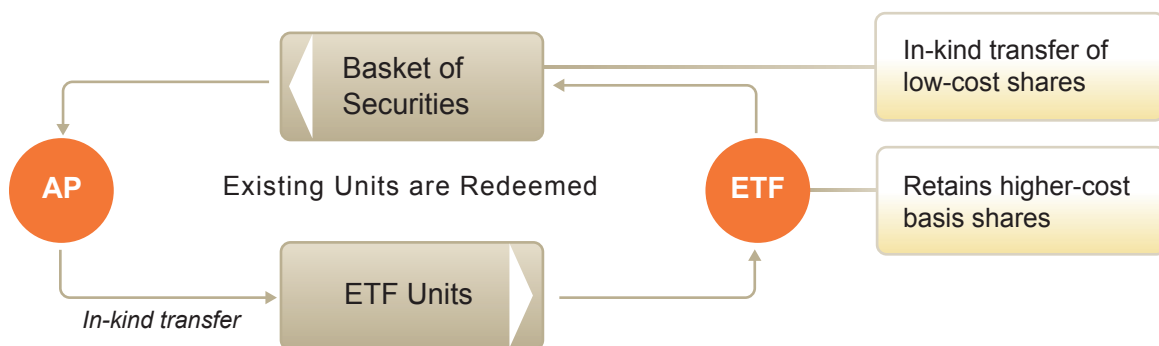 Basket of
Securities
In-kind transfer of
low-cost shares
AP
Existing Units are Redeemed
ETF
Retains higher-cost
basis shares
ETF Units
In-kind transfer